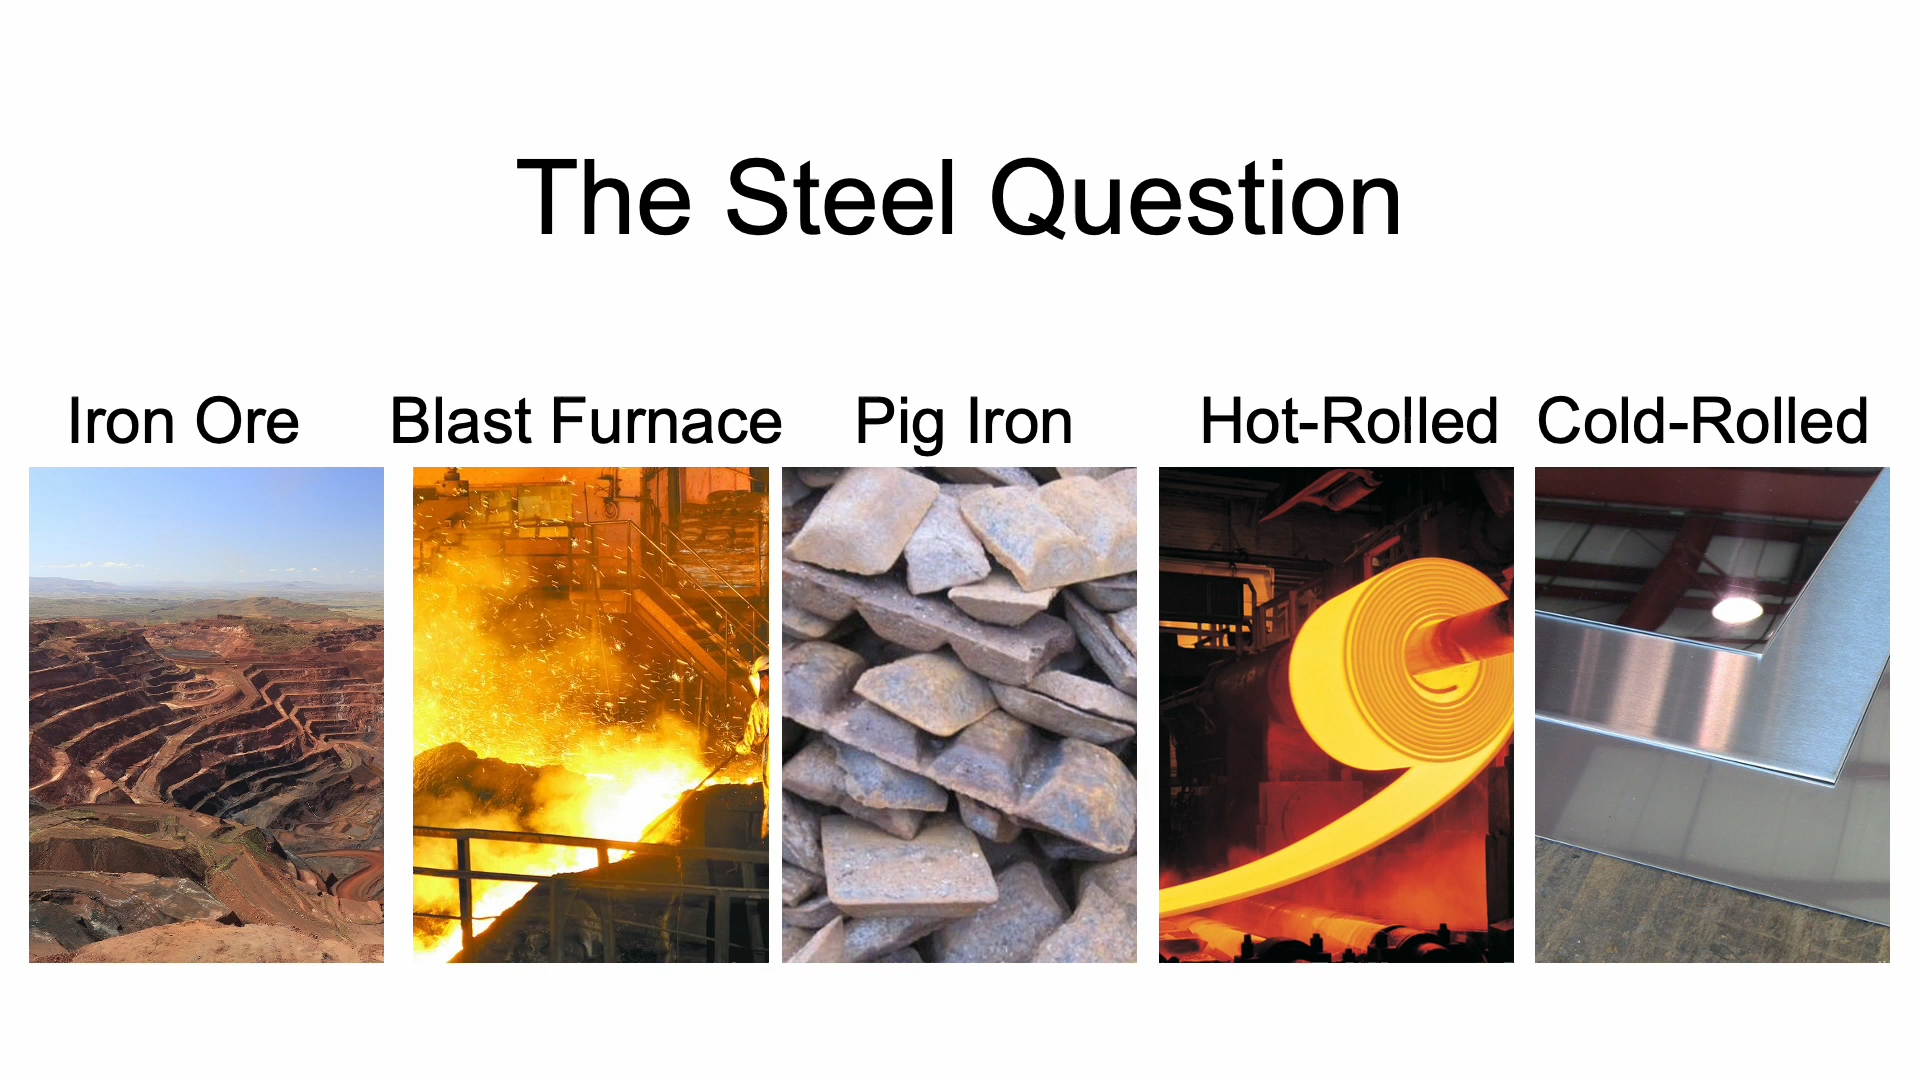 The Steel Question
Iron Ore
Blast Furnace
Pig Iron
Hot-Rolled
Cold-Rolled